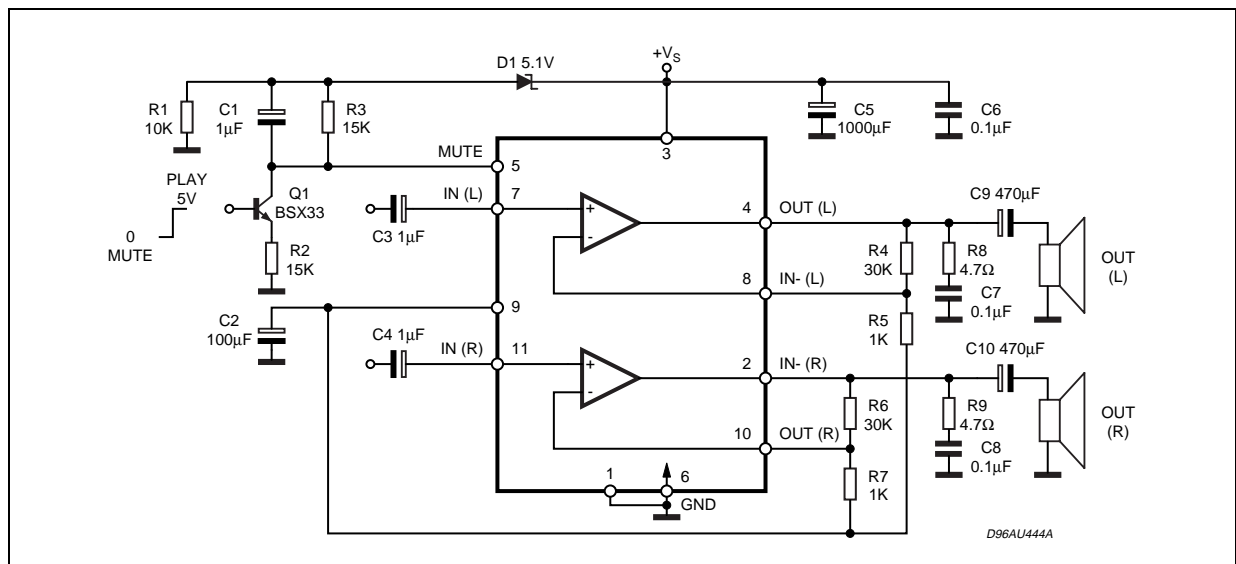 +VS
D1 5.1V
R1
10K
C1
1μF
R3
15K
C5
1000μF
C6
0.1μF
MUTE
5
3
PLAY
5V
0
MUTE
Q1
BSX33
R2
15K
IN (L)
7
C3 1μF
+
-
4
OUT (L)
C9 470μF
R4
30K
R8
4.7Ω
C7
0.1μF
OUT
(L)
8
IN- (L)
R5
1K
9
C2
100μF
C4 1μF
IN (R)
11
+
-
2
IN- (R)
C10 470μF
R6
30K
R9
4.7Ω
C8
0.1μF
OUT
(R)
10
OUT (R)
R7
1K
1
6
GND
D96AU444A